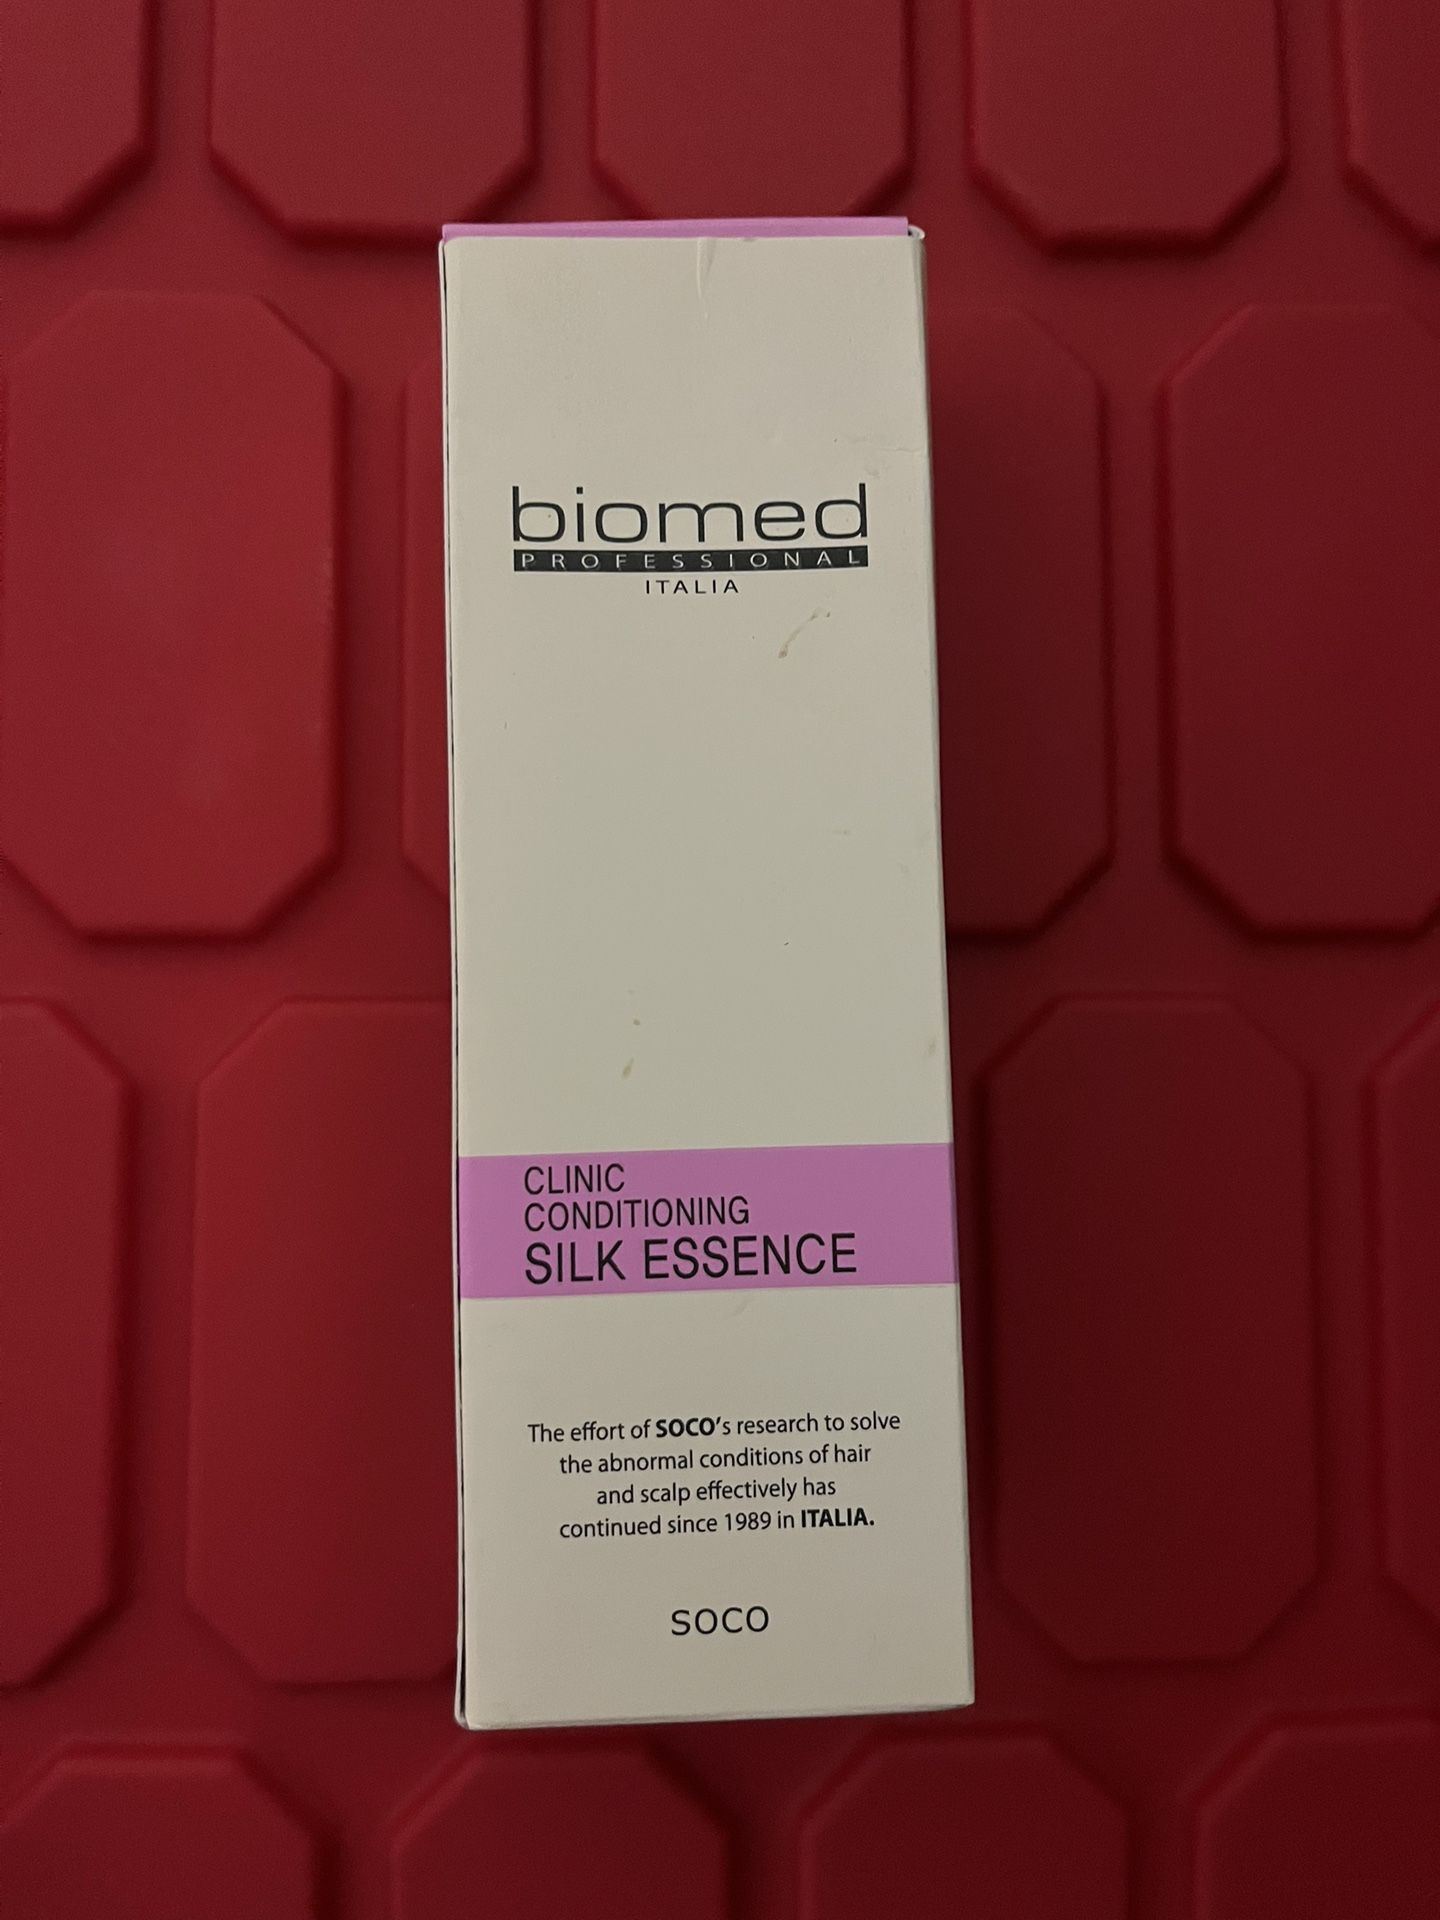 biomed
PROFESSIONAL
ITALIA
CLINIC
CONDITIONING
SILK ESSENCE
The effort of SOCO's research to solve
the abnormal conditions of hair
and scalp effectively has
continued since 1989 in ITALIA.
SOCO